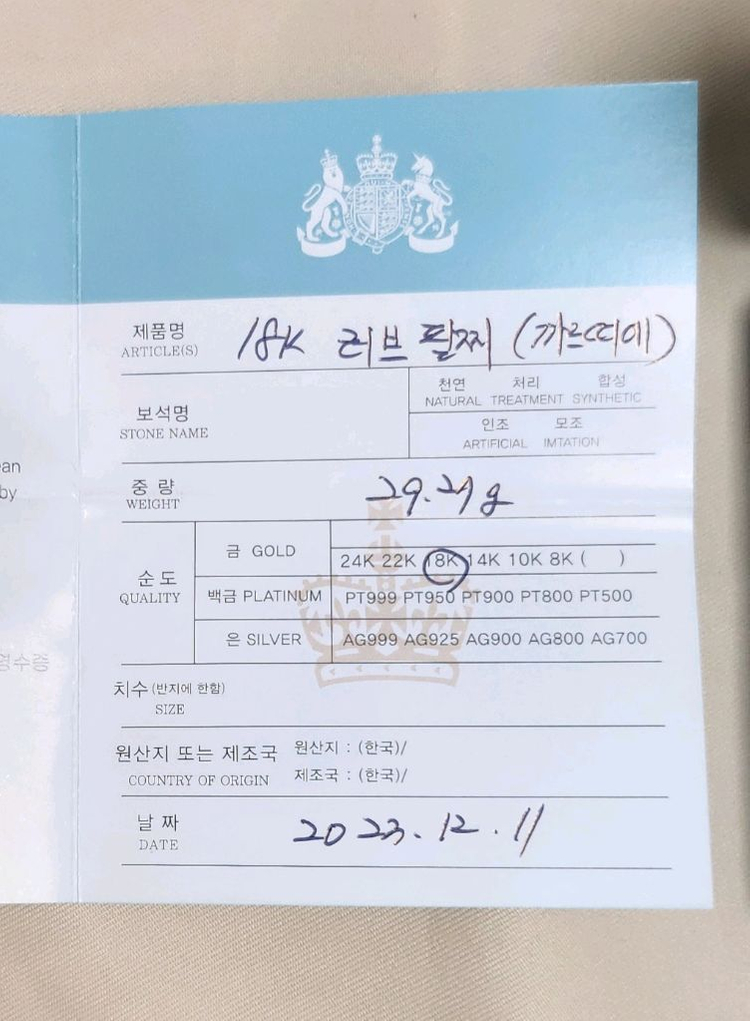 제품명
ARTICLE(S)
18K 러브 팔찌 (까르띠에)
보석명
STONE NAME
천연 처리 합성
NATURAL TREATMENT SYNTHETIC
인조 모조
ARTIFICIAL IMTATION
중 량
WEIGHT
29.21g
순 도
QUALITY
금 GOLD
24K 22K 18K 14K 10K 8K ( )
백금 PLATINUM
PT999 PT950 PT900 PT800 PT500
은 SILVER
AG999 AG925 AG900 AG800 AG700
치수 (반지에 한함)
SIZE
원산지 또는 제조국
COUNTRY OF ORIGIN
원산지 : (한국)/
제조국 : (한국)/
날 짜
DATE
2023.12.11
an
by
영수증